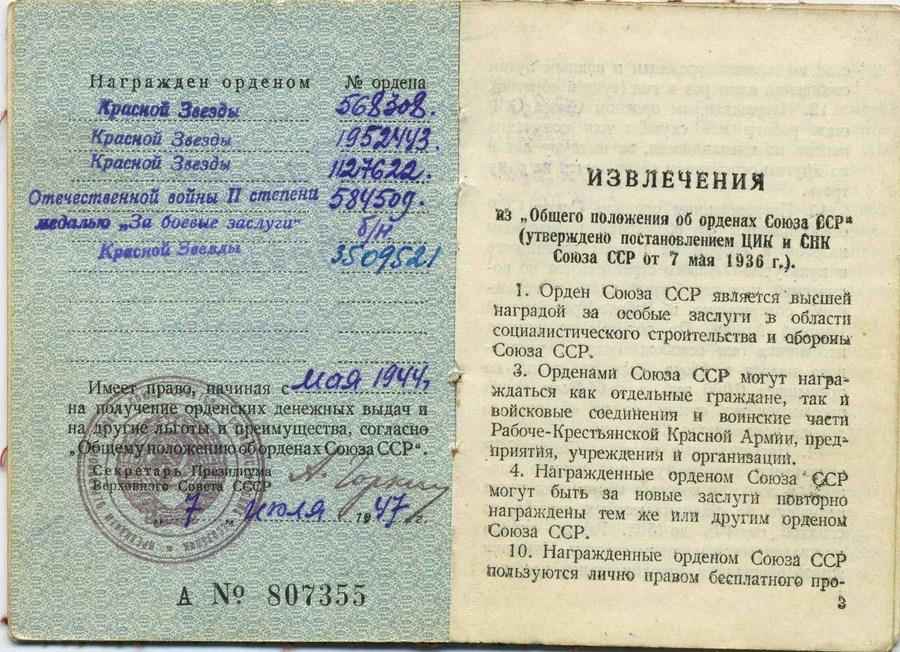 Награжден орденом № ордена
Красной Звезды 568308.
Красной Звезды 1952443.
Красной Звезды 1127622.
Отечественной войны II степени 584509.
медалью „За боевые заслуги" б/н
Красной Звезды 3509521
Имеет право, начиная с мая 1944г.
на получение орденских денежных выдач и
на другие льготы и преимущества, согласно
„Общему положению об орденах Союза ССР".
Секретарь Президиума
Верховного Совета СССР А. Горкин
„ 7 " июля 1947 г.
А № 807355
ИЗВЛЕЧЕНИЯ
из „Общего положения об орденах Союза ССР"
(утверждено постановлением ЦИК и СНК
Союза ССР от 7 мая 1936 г.).
1. Орден Союза ССР является высшей
наградой за особые заслуги в области
социалистического строительства и обороны
Союза ССР.
3. Орденами Союза ССР могут награ-
ждаться как отдельные граждане, так и
войсковые соединения и воинские части
Рабоче-Крестьянской Красной Армии, пред-
приятия, учреждения и организации.
4. Награжденные орденом Союза ССР
могут быть за новые заслуги повторно
награждены тем же или другим орденом
Союза ССР.
10. Награжденные орденом Союза ССР
пользуются лично правом бесплатного про-
3